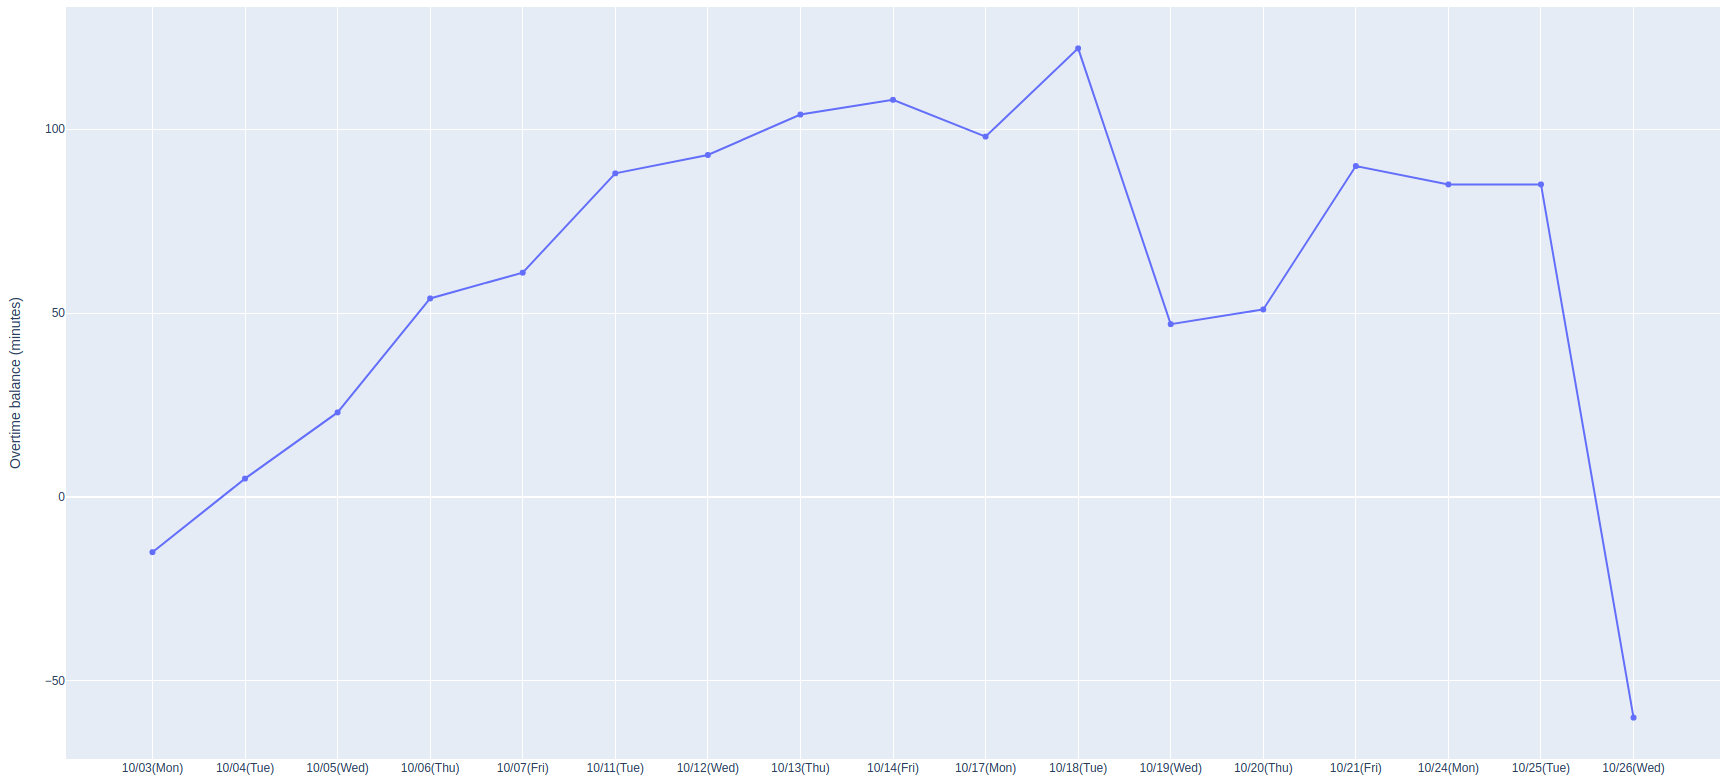 Overtime balance (minutes)
100
50
0
−50
10/03(Mon) 10/04(Tue) 10/05(Wed) 10/06(Thu) 10/07(Fri) 10/11(Tue) 10/12(Wed) 10/13(Thu) 10/14(Fri) 10/17(Mon) 10/18(Tue) 10/19(Wed) 10/20(Thu) 10/21(Fri) 10/24(Mon) 10/25(Tue) 10/26(Wed)